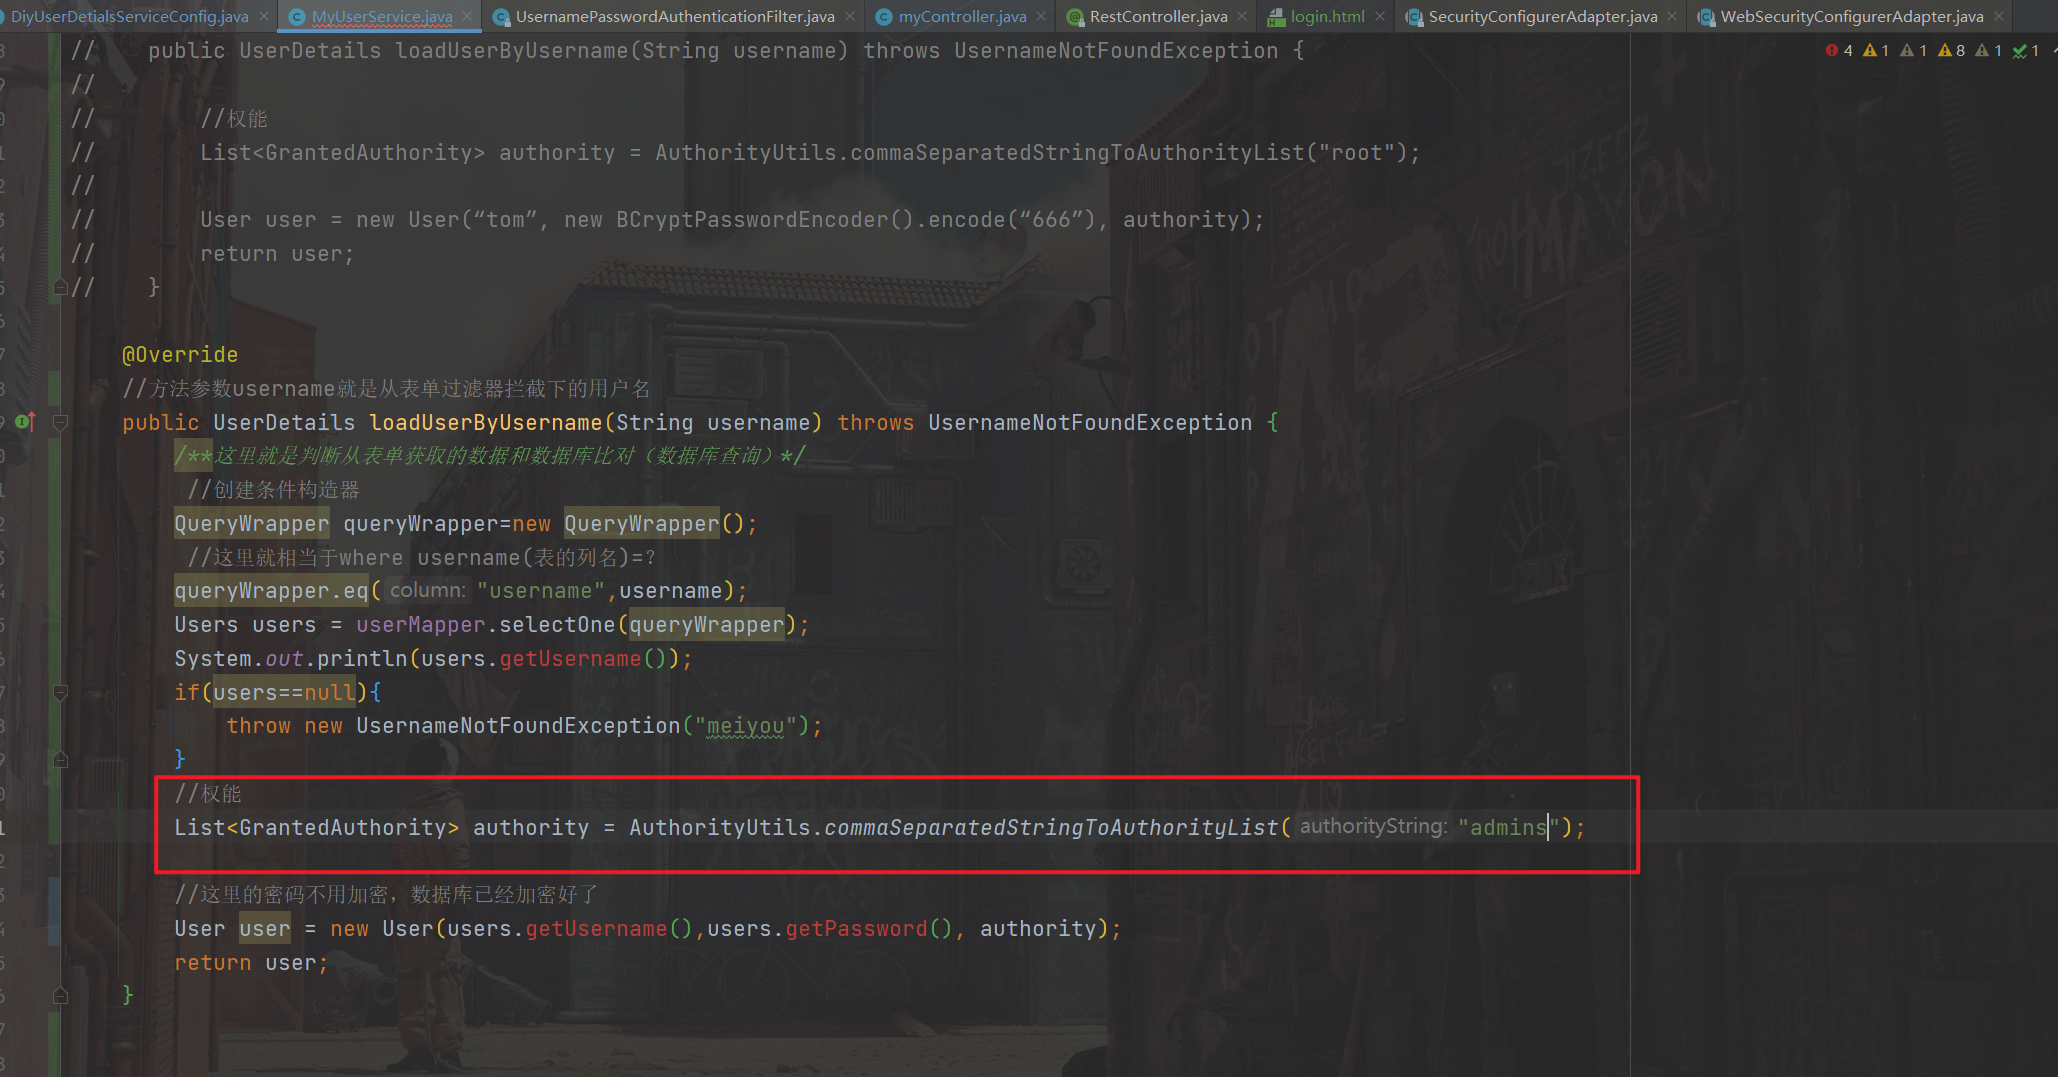 DiyUserDetialsServiceConfig.java MyUserService.java UsernamePasswordAuthenticationFilter.java myController.java RestController.java login.html SecurityConfigurerAdapter.java WebSecurityConfigurerAdapter.java
4 1 1 8 1 1
// public UserDetails loadUserByUsername(String username) throws UsernameNotFoundException {
//
// //权能
// List<GrantedAuthority> authority = AuthorityUtils.commaSeparatedStringToAuthorityList("root");
//
// User user = new User(“tom”, new BCryptPasswordEncoder().encode(“666”), authority);
// return user;
// }
@Override
//方法参数username就是从表单过滤器拦截下的用户名
public UserDetails loadUserByUsername(String username) throws UsernameNotFoundException {
/**这里就是判断从表单获取的数据和数据库比对（数据库查询）*/
//创建条件构造器
QueryWrapper queryWrapper=new QueryWrapper();
//这里就相当于where username(表的列名)=?
queryWrapper.eq( column: "username",username);
Users users = userMapper.selectOne(queryWrapper);
System.out.println(users.getUsername());
if(users==null){
throw new UsernameNotFoundException("meiyou");
}
//权能
List<GrantedAuthority> authority = AuthorityUtils.commaSeparatedStringToAuthorityList( authorityString: "admins");
//这里的密码不用加密，数据库已经加密好了
User user = new User(users.getUsername(),users.getPassword(), authority);
return user;
}